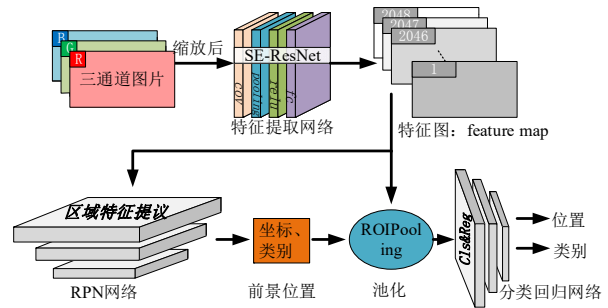 B
G
R
三通道图片
缩放后
SE-ResNet
cov
pooling
relu
fc
特征提取网络
2048
2047
2046
1
特征图：feature map
区域特征提议
RPN网络
坐标、
类别
前景位置
ROIPool
ing
池化
Cls&Reg
位置
类别
分类回归网络